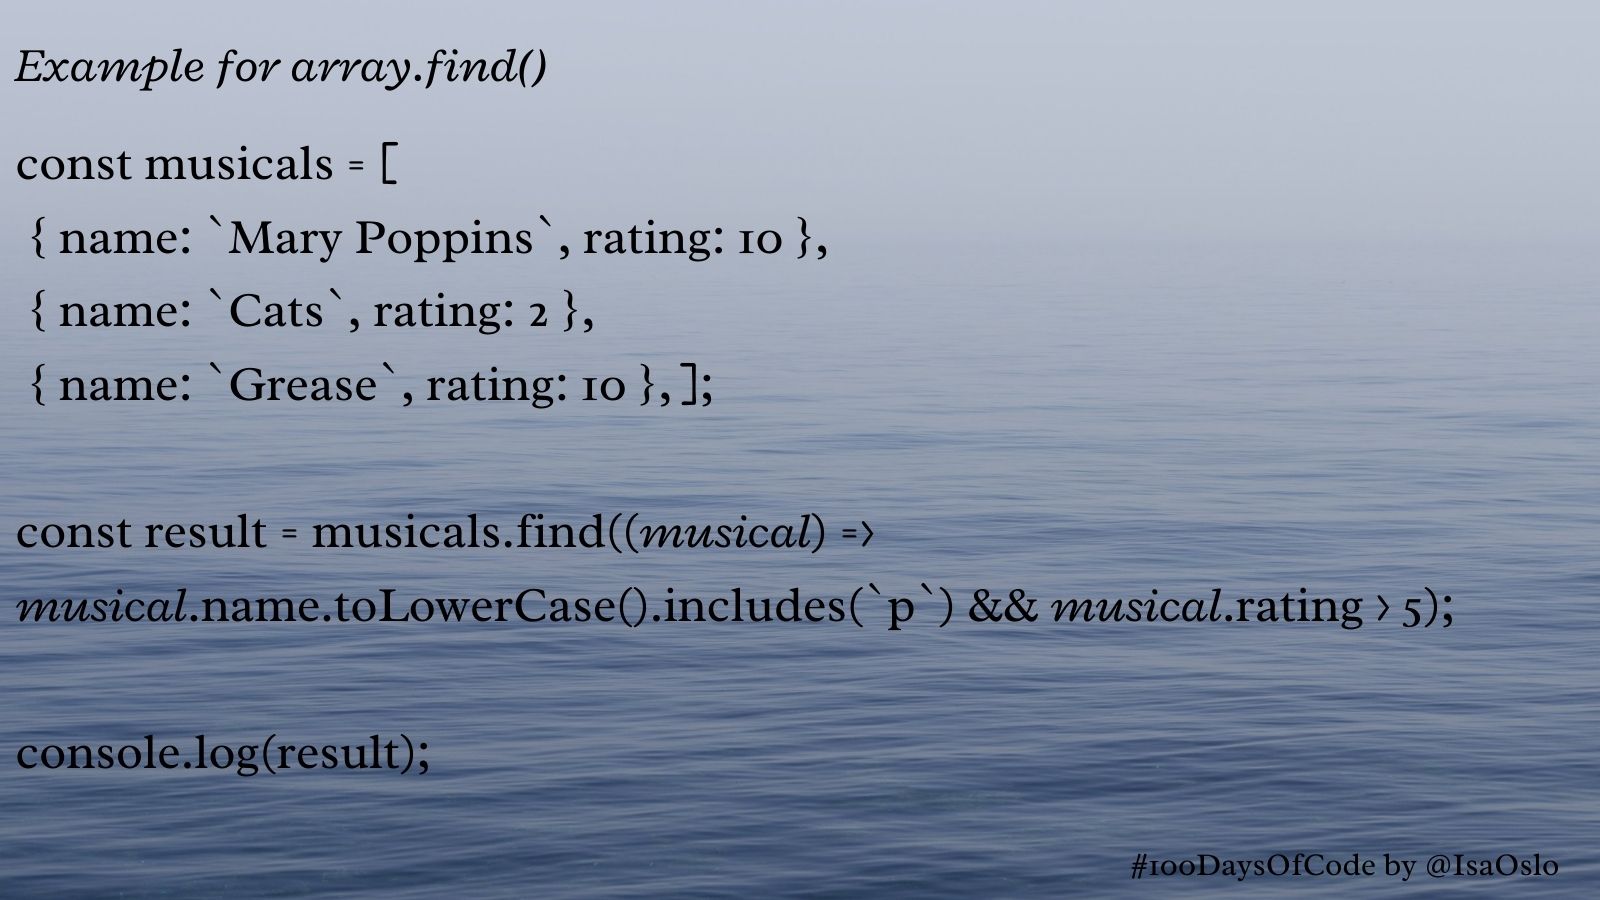 Example for array.find()
const musicals = [
{ name: `Mary Poppins`, rating: 10 },
{ name: `Cats`, rating: 2 },
{ name: `Grease`, rating: 10 }, ];
const result = musicals.find((musical) =>
musical.name.toLowerCase().includes(`p`) && musical.rating > 5);
console.log(result);
#100DaysOfCode by @IsaOslo